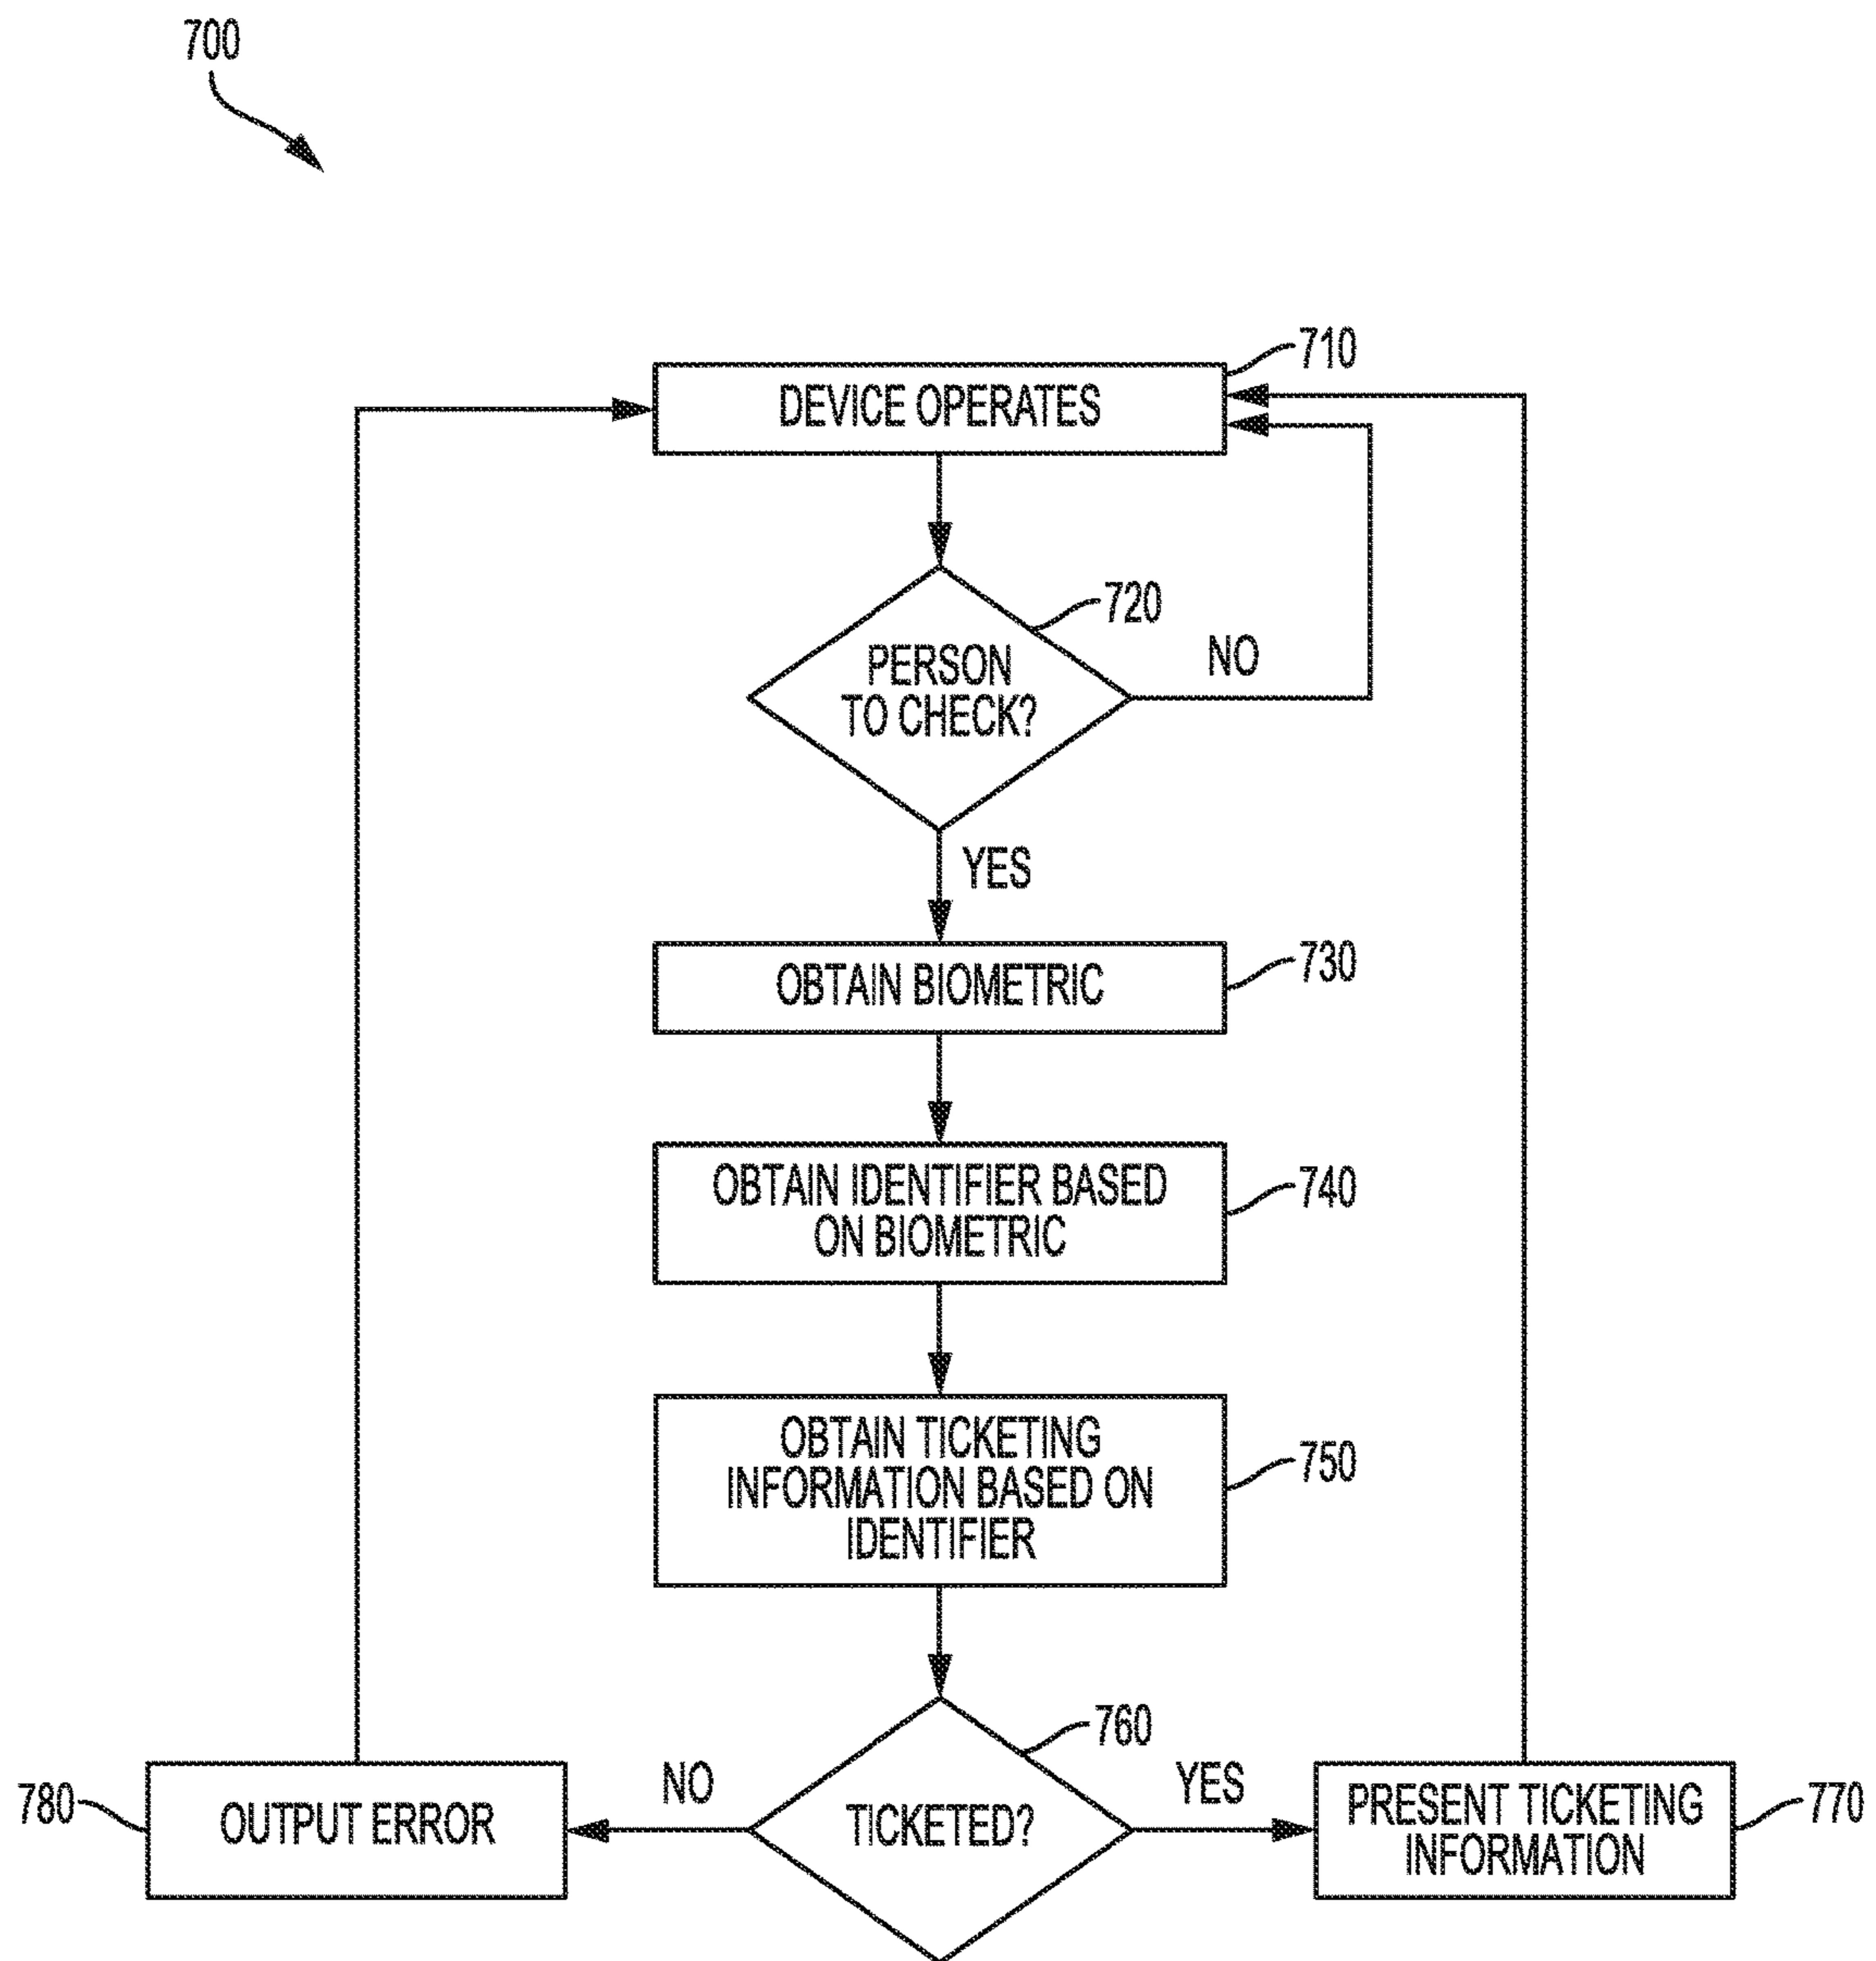 700
710
DEVICE OPERATES
720
PERSON
TO CHECK?
NO
YES
OBTAIN BIOMETRIC
730
OBTAIN IDENTIFIER BASED
ON BIOMETRIC
740
OBTAIN TICKETING
INFORMATION BASED ON
IDENTIFIER
750
760
780
OUTPUT ERROR
NO
TICKETED?
YES
PRESENT TICKETING
INFORMATION
770